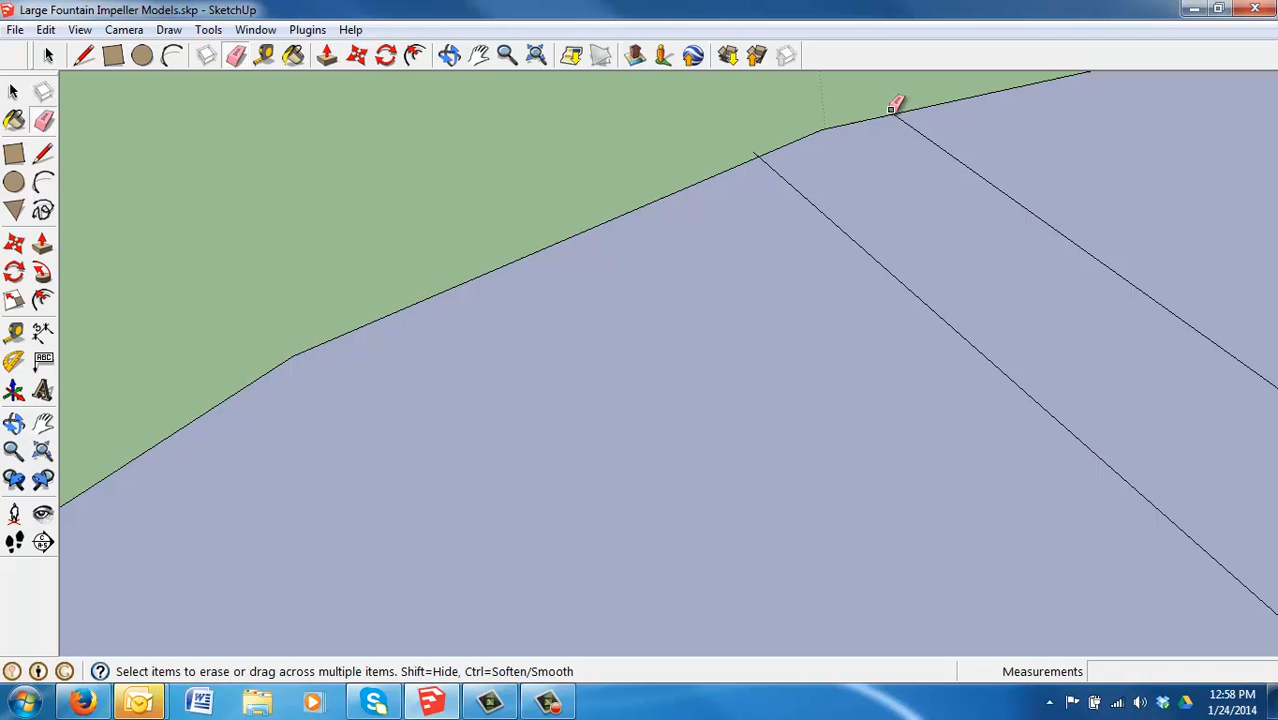 Large Fountain Impeller Models.skp - SketchUp
File Edit View Camera Draw Tools Window Plugins Help
ABC
A
Select items to erase or drag across multiple items. Shift=Hide, Ctrl=Soften/Smooth
Measurements
12:58 PM
1/24/2014